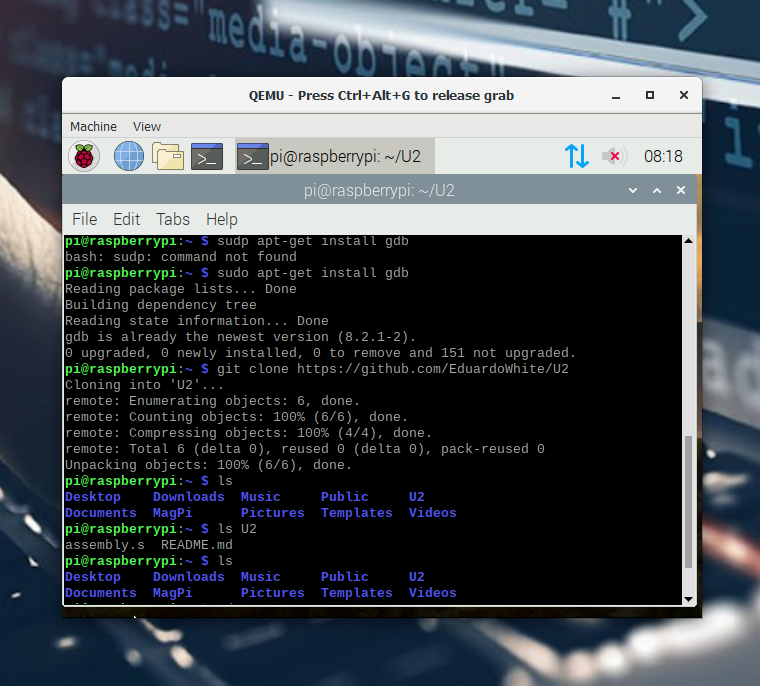 class="
media-object"
QEMU - Press Ctrl+Alt+G to release grab
Machine View
pi@raspberrypi: ~/U2 08:18
pi@raspberrypi: ~/U2
File Edit Tabs Help
pi@raspberrypi:~ $ sudp apt-get install gdb
bash: sudp: command not found
pi@raspberrypi:~ $ sudo apt-get install gdb
Reading package lists... Done
Building dependency tree
Reading state information... Done
gdb is already the newest version (8.2.1-2).
0 upgraded, 0 newly installed, 0 to remove and 151 not upgraded.
pi@raspberrypi:~ $ git clone https://github.com/EduardoWhite/U2
Cloning into 'U2'...
remote: Enumerating objects: 6, done.
remote: Counting objects: 100% (6/6), done.
remote: Compressing objects: 100% (4/4), done.
remote: Total 6 (delta 0), reused 0 (delta 0), pack-reused 0
Unpacking objects: 100% (6/6), done.
pi@raspberrypi:~ $ ls
Desktop Downloads Music Public U2
Documents MagPi Pictures Templates Videos
pi@raspberrypi:~ $ ls U2
assembly.s README.md
pi@raspberrypi:~ $ ls
Desktop Downloads Music Public U2
Documents MagPi Pictures Templates Videos